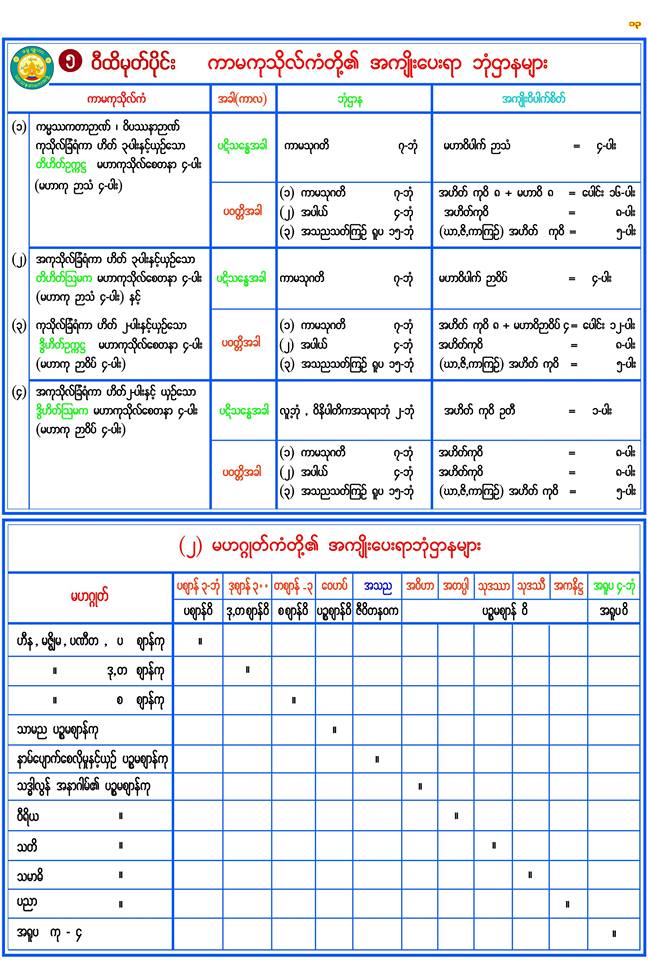 ၁၃
၅ ဝီထိမုတ်ပိုင်း ကာမကုသိုလ်ကံတို့၏ အကျိုးပေးရာ ဘုံဌာနများ
ကာမကုသိုလ်ကံ အခါ(ကာလ) ဘုံဌာန အကျိုးဝိပါက်စိတ်
(၁) ကမ္မဿကတာဉာဏ် ၊ ဝိပဿနာဉာဏ်
ကုသိုလ်ခြံရံကာ ဟိတ် ၃ပါးနှင့်ယှဉ်သော
တိဟိတ်ဥက္ကဋ္ဌ မဟာကုသိုလ်စေတနာ ၄-ပါး
(မဟာကု ဉာသံ ၄-ပါး)
ပဋိသန္ဓေအခါ ကာမသုဂတိ ၇-ဘုံ မဟာဝိပါက် ဉာသံ = ၄-ပါး
ပဝတ္တိအခါ (၁) ကာမသုဂတိ ၇-ဘုံ အဟိတ် ကုဝိ ၈ + မဟာဝိ ၈ = ပေါင်း ၁၆-ပါး
(၂) အပါယ် ၄-ဘုံ အဟိတ်ကုဝိ = ၈-ပါး
(၃) အသညသတ်ကြဉ် ရူပ ၁၅-ဘုံ (ဃာ,ဇိ,ကာကြဉ်) အဟိတ် ကုဝိ = ၅-ပါး
(၂) အကုသိုလ်ခြံရံကာ ဟိတ် ၃ပါးနှင့်ယှဉ်သော
တိဟိတ်ဩမက မဟာကုသိုလ်စေတနာ ၄-ပါး
(မဟာကု ဉာသံ ၄-ပါး) နှင့်
ပဋိသန္ဓေအခါ ကာမသုဂတိ ၇-ဘုံ မဟာဝိပါက် ဉာဝိပ် = ၄-ပါး
(၃) ကုသိုလ်ခြံရံကာ ဟိတ် ၂ပါးနှင့်ယှဉ်သော
ဒွိဟိတ်ဥက္ကဋ္ဌ မဟာကုသိုလ်စေတနာ ၄-ပါး
(မဟာကု ဉာဝိပ် ၄-ပါး)
ပဝတ္တိအခါ (၁) ကာမသုဂတိ ၇-ဘုံ အဟိတ် ကုဝိ ၈ + မဟာဝိဉာဝိပ် ၄= ပေါင်း ၁၂-ပါး
(၂) အပါယ် ၄-ဘုံ အဟိတ်ကုဝိ = ၈-ပါး
(၃) အသညသတ်ကြဉ် ရူပ ၁၅-ဘုံ (ဃာ,ဇိ,ကာကြဉ်) အဟိတ် ကုဝိ = ၅-ပါး
(၄) အကုသိုလ်ခြံရံကာ ဟိတ်၂ပါးနှင့် ယှဉ်သော
ဒွိဟိတ်ဩမက မဟာကုသိုလ်စေတနာ ၄-ပါး
(မဟာကု ဉာဝိပ် ၄-ပါး)
ပဋိသန္ဓေအခါ လူ့ဘုံ , ဝိနိပါတိကအသုရာဘုံ ၂-ဘုံ အဟိတ် ကုဝိ ဥတိ = ၁-ပါး
ပဝတ္တိအခါ (၁) ကာမသုဂတိ ၇-ဘုံ အဟိတ်ကုဝိ = ၈-ပါး
(၂) အပါယ် ၄-ဘုံ အဟိတ်ကုဝိ = ၈-ပါး
(၃) အသညသတ်ကြဉ် ရူပ ၁၅-ဘုံ (ဃာ,ဇိ,ကာကြဉ်) အဟိတ် ကုဝိ = ၅-ပါး
(၂) မဟဂ္ဂုတ်ကံတို့၏ အကျိုးပေးရာဘုံဌာနများ
မဟဂ္ဂုတ် ပဈာန် ၃-ဘုံ ဒုဈာန် ၃" တဈာန် -၃ ဝေဟပ် အသည အဝိဟာ အတပ္ပါ သုဒဿာ သုဒဿီ အကနိဋ္ဌ အရူပ ၄-ဘုံ
ပဈာန်ဝိ ဒု,တဈာန်ဝိ စဈာန်ဝိ ပဉ္စဈာန်ဝိ ဇီဝိတနဝက ပဉ္စမဈာန် ဝိ အရူပဝိ
ဟီန , မဇ္ဈိမ , ပဏီတ , ပ ဈာန်ကု "
" ဒု,တ ဈာန်ကု "
" စ ဈာန်ကု "
သာမည ပဉ္စမဈာန်ကု "
နာမ်ပျောက်စေလိုမှုနှင့်ယှဉ် ပဉ္စမဈာန်ကု "
သဒ္ဓါလွန် အနာဂါမ်၏ ပဉ္စမဈာန်ကု "
ဝီရိယ " "
သတိ " "
သမာဓိ " "
ပညာ " "
အရူပ ကု - ၄ "